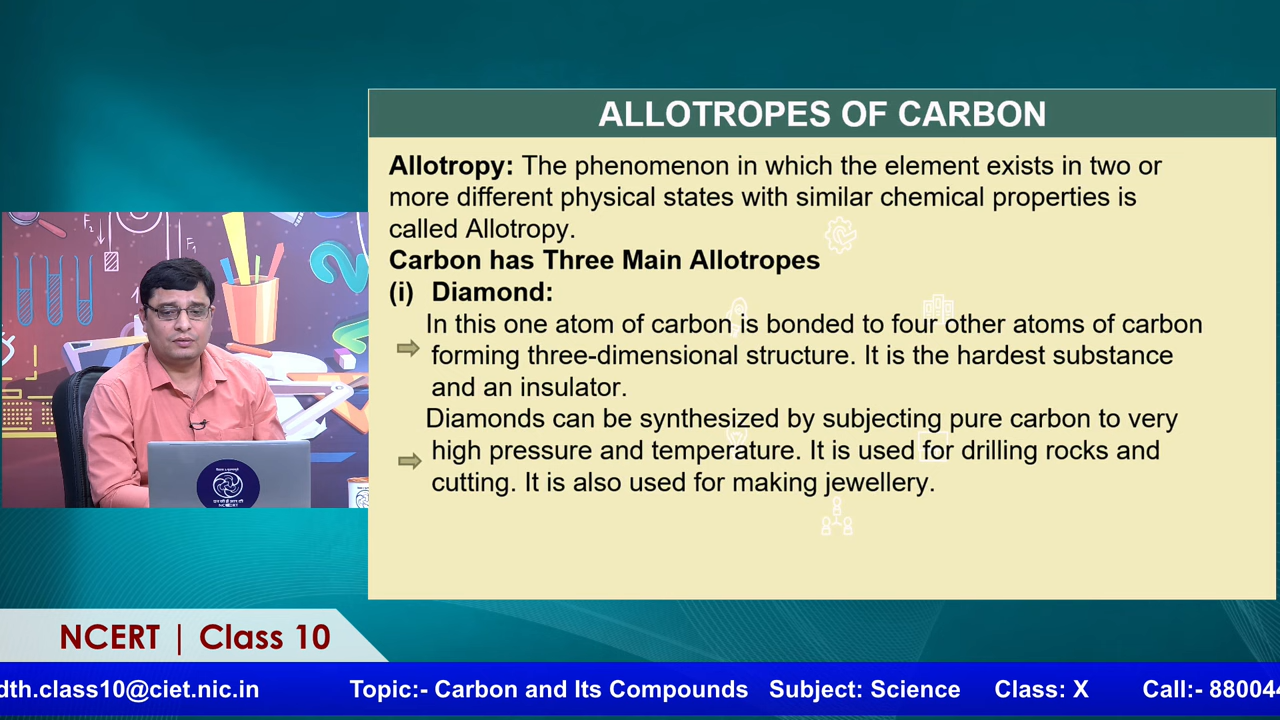 ALLOTROPES OF CARBON
Allotropy: The phenomenon in which the element exists in two or
more different physical states with similar chemical properties is
called Allotropy.
Carbon has Three Main Allotropes
(i) Diamond:
In this one atom of carbon is bonded to four other atoms of carbon
forming three-dimensional structure. It is the hardest substance
and an insulator.
Diamonds can be synthesized by subjecting pure carbon to very
high pressure and temperature. It is used for drilling rocks and
cutting. It is also used for making jewellery.
F₂
NCERT
NCERT | Class 10
dth.class10@ciet.nic.in Topic:- Carbon and Its Compounds Subject: Science Class: X Call:- 880044